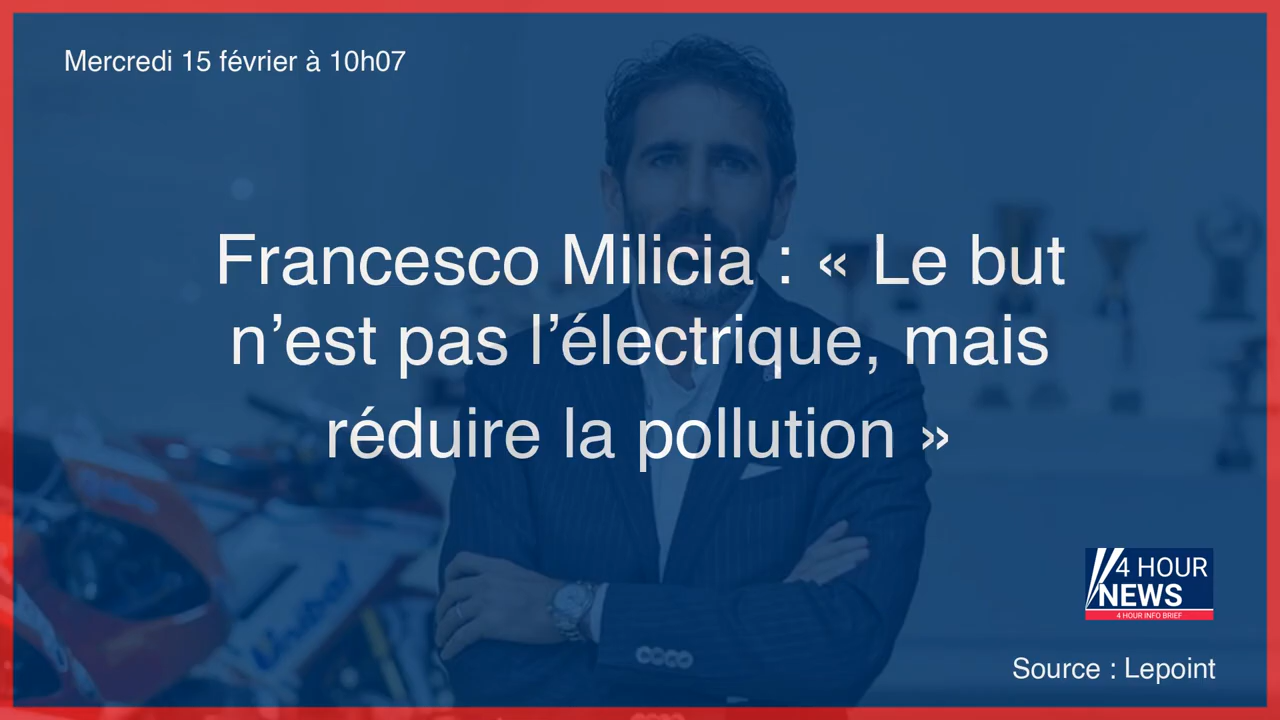 Mercredi 15 février à 10h07
Francesco Milicia : « Le but
n’est pas l’électrique, mais
réduire la pollution »
4 HOUR
NEWS
4 HOUR INFO BRIEF
Source : Lepoint